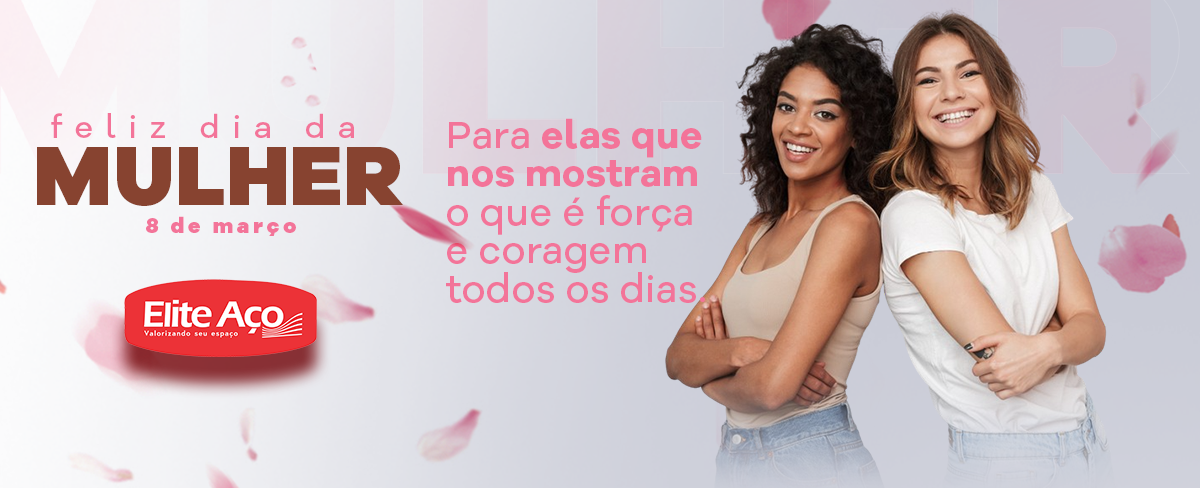 MULHER
feliz dia da
MULHER
8 de março
Elite Aço
Valorizando seu espaço
Para elas que
nos mostram
o que é força
e coragem
todos os dias